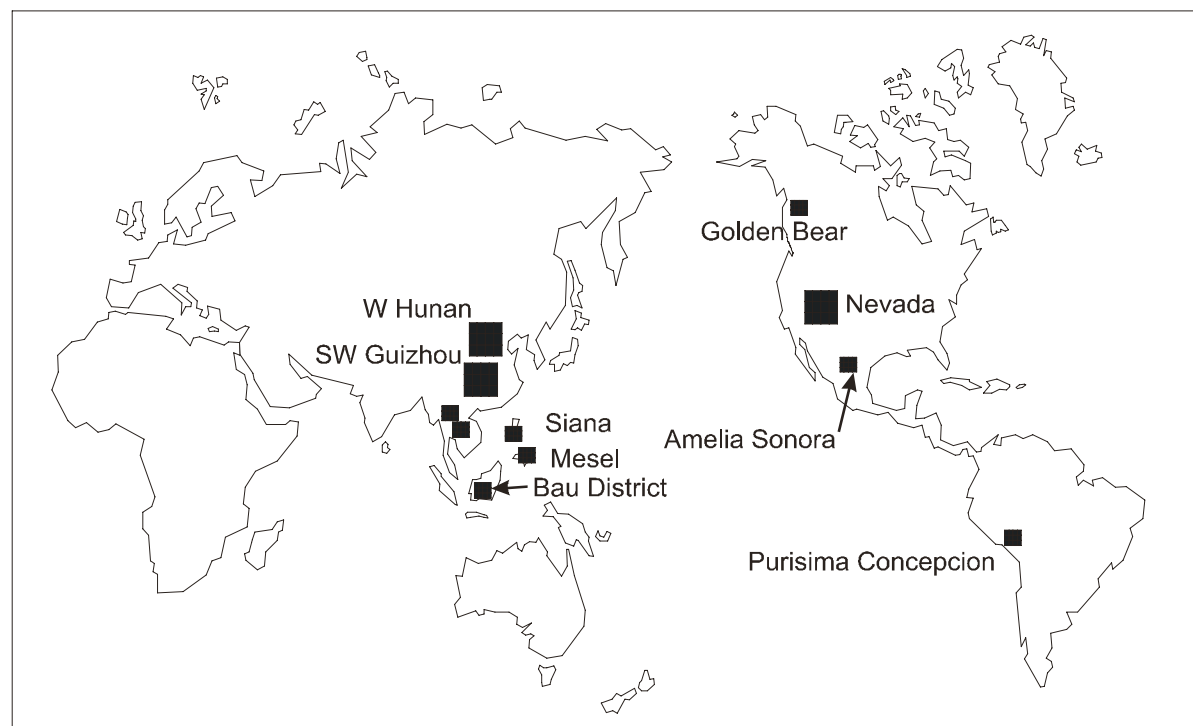 Golden Bear
W Hunan
Nevada
SW Guizhou
Siana
Amelia Sonora
Mesel
Bau District
Purisima Concepcion